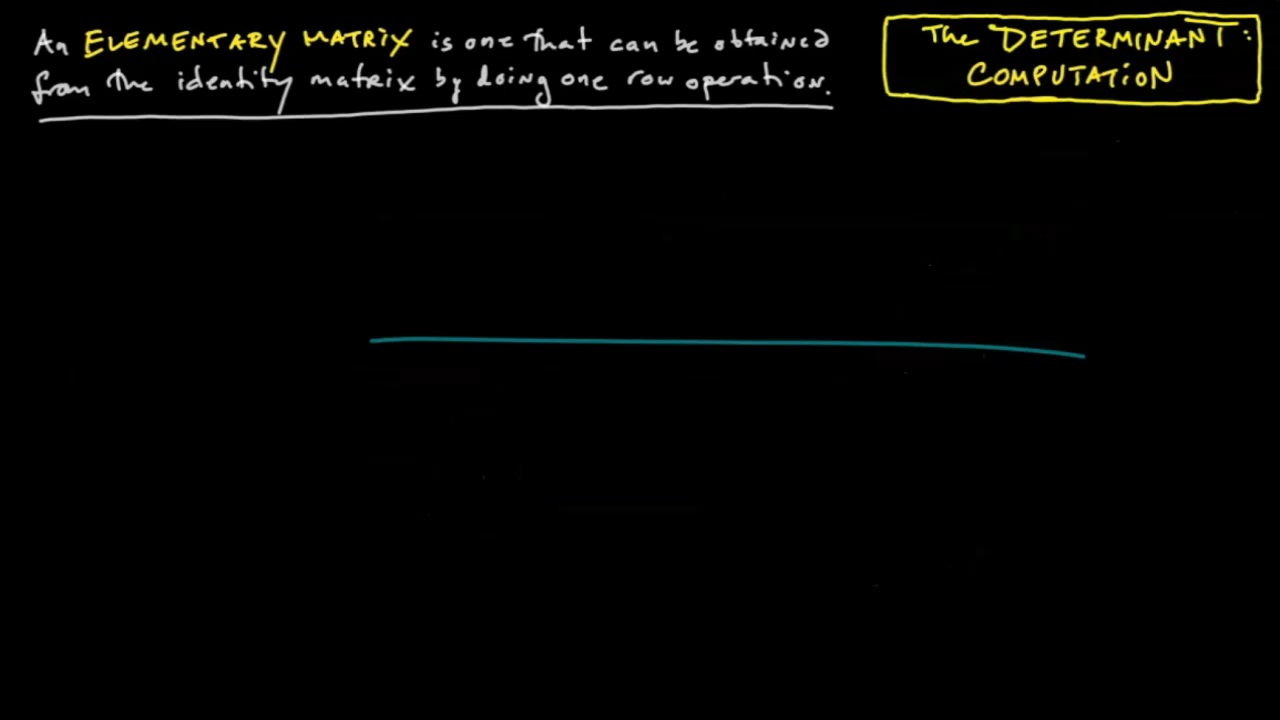 An ELEMENTARY MATRIX is one that can be obtained
from the identity matrix by doing one row operation.
The DETERMINANT:
COMPUTATION